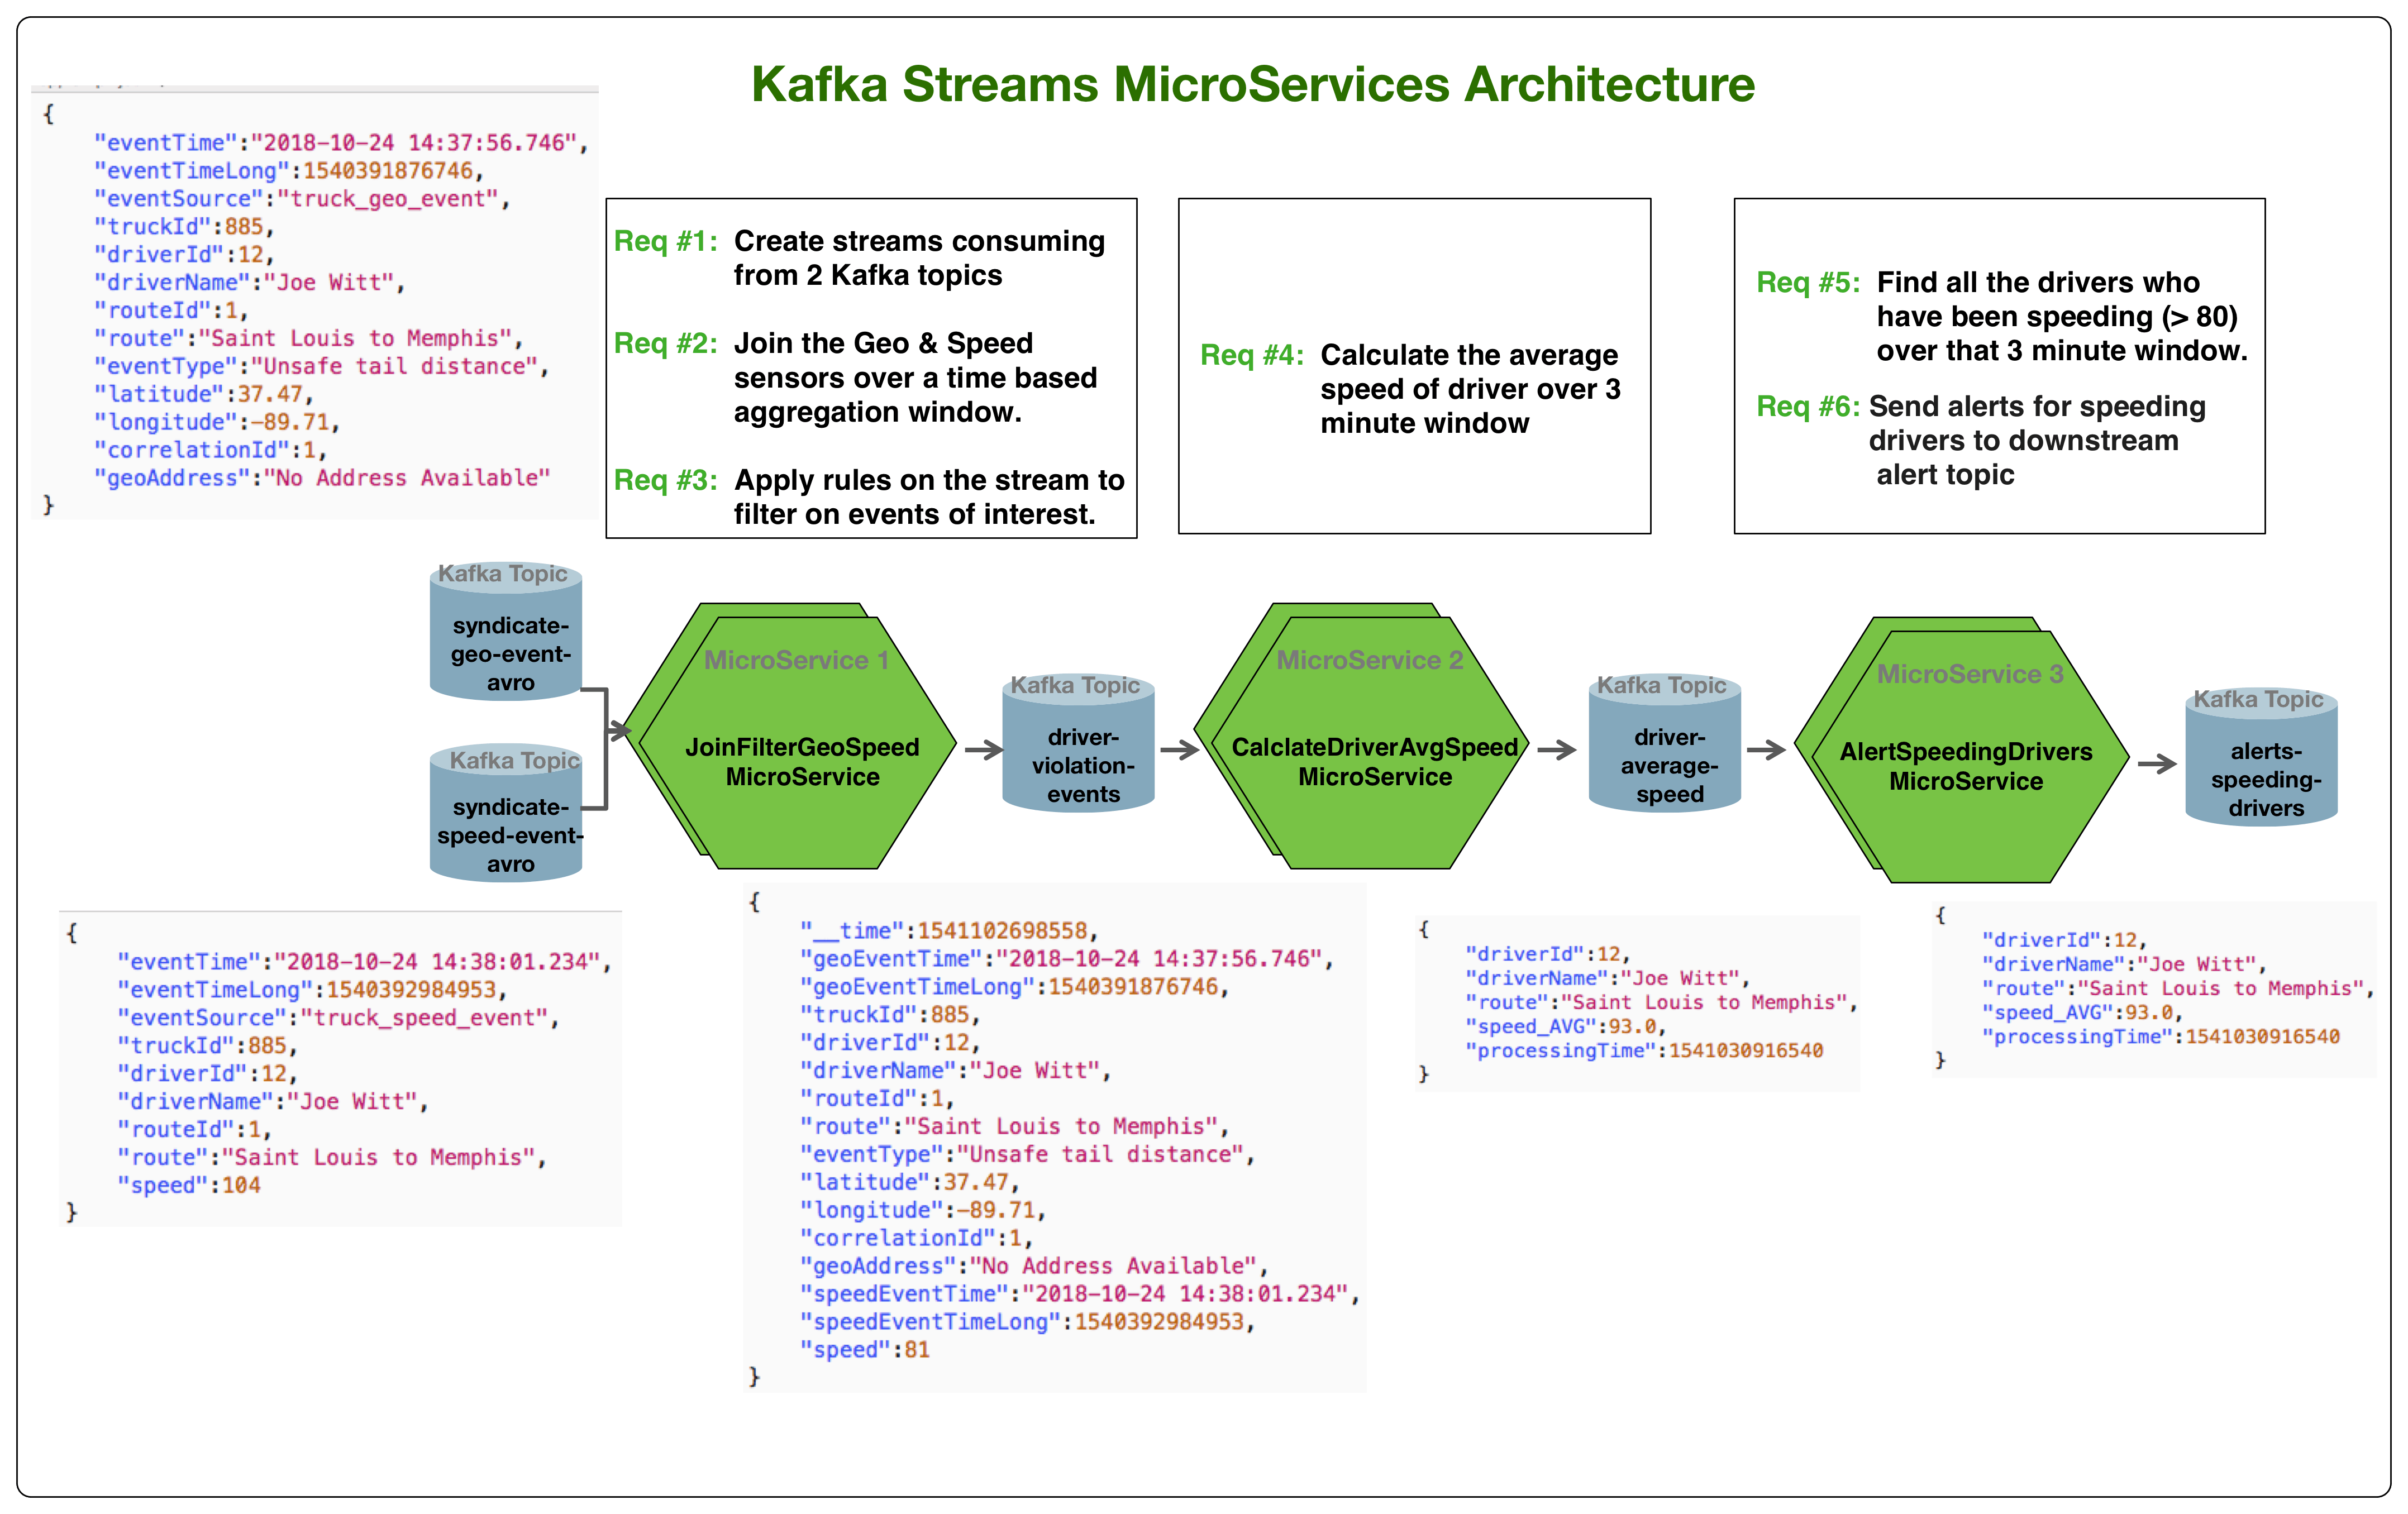 Kafka Streams MicroServices Architecture
{
"eventTime":"2018-10-24 14:37:56.746",
"eventTimeLong":1540391876746,
"eventSource":"truck_geo_event",
"truckId":885,
"driverId":12,
"driverName":"Joe Witt",
"routeId":1,
"route":"Saint Louis to Memphis",
"eventType":"Unsafe tail distance",
"latitude":37.47,
"longitude":-89.71,
"correlationId":1,
"geoAddress":"No Address Available"
}
Req #1: Create streams consuming
from 2 Kafka topics
Req #2: Join the Geo & Speed
sensors over a time based
aggregation window.
Req #3: Apply rules on the stream to
filter on events of interest.
Req #4: Calculate the average
speed of driver over 3
minute window
Req #5: Find all the drivers who
have been speeding (> 80)
over that 3 minute window.
Req #6: Send alerts for speeding
drivers to downstream
alert topic
Kafka Topic
syndicate-
geo-event-
avro
Kafka Topic
syndicate-
speed-event-
avro
MicroService 1
JoinFilterGeoSpeed
MicroService
Kafka Topic
driver-
violation-
events
MicroService 2
CalclateDriverAvgSpeed
MicroService
Kafka Topic
driver-
average-
speed
MicroService 3
AlertSpeedingDrivers
MicroService
Kafka Topic
alerts-
speeding-
drivers
{
"eventTime":"2018-10-24 14:38:01.234",
"eventTimeLong":1540392984953,
"eventSource":"truck_speed_event",
"truckId":885,
"driverId":12,
"driverName":"Joe Witt",
"routeId":1,
"route":"Saint Louis to Memphis",
"speed":104
}
{
"__time":1541102698558,
"geoEventTime":"2018-10-24 14:37:56.746",
"geoEventTimeLong":1540391876746,
"truckId":885,
"driverId":12,
"driverName":"Joe Witt",
"routeId":1,
"route":"Saint Louis to Memphis",
"eventType":"Unsafe tail distance",
"latitude":37.47,
"longitude":-89.71,
"correlationId":1,
"geoAddress":"No Address Available",
"speedEventTime":"2018-10-24 14:38:01.234",
"speedEventTimeLong":1540392984953,
"speed":81
}
{
"driverId":12,
"driverName":"Joe Witt",
"route":"Saint Louis to Memphis",
"speed_AVG":93.0,
"processingTime":1541030916540
}
{
"driverId":12,
"driverName":"Joe Witt",
"route":"Saint Louis to Memphis",
"speed_AVG":93.0,
"processingTime":1541030916540
}